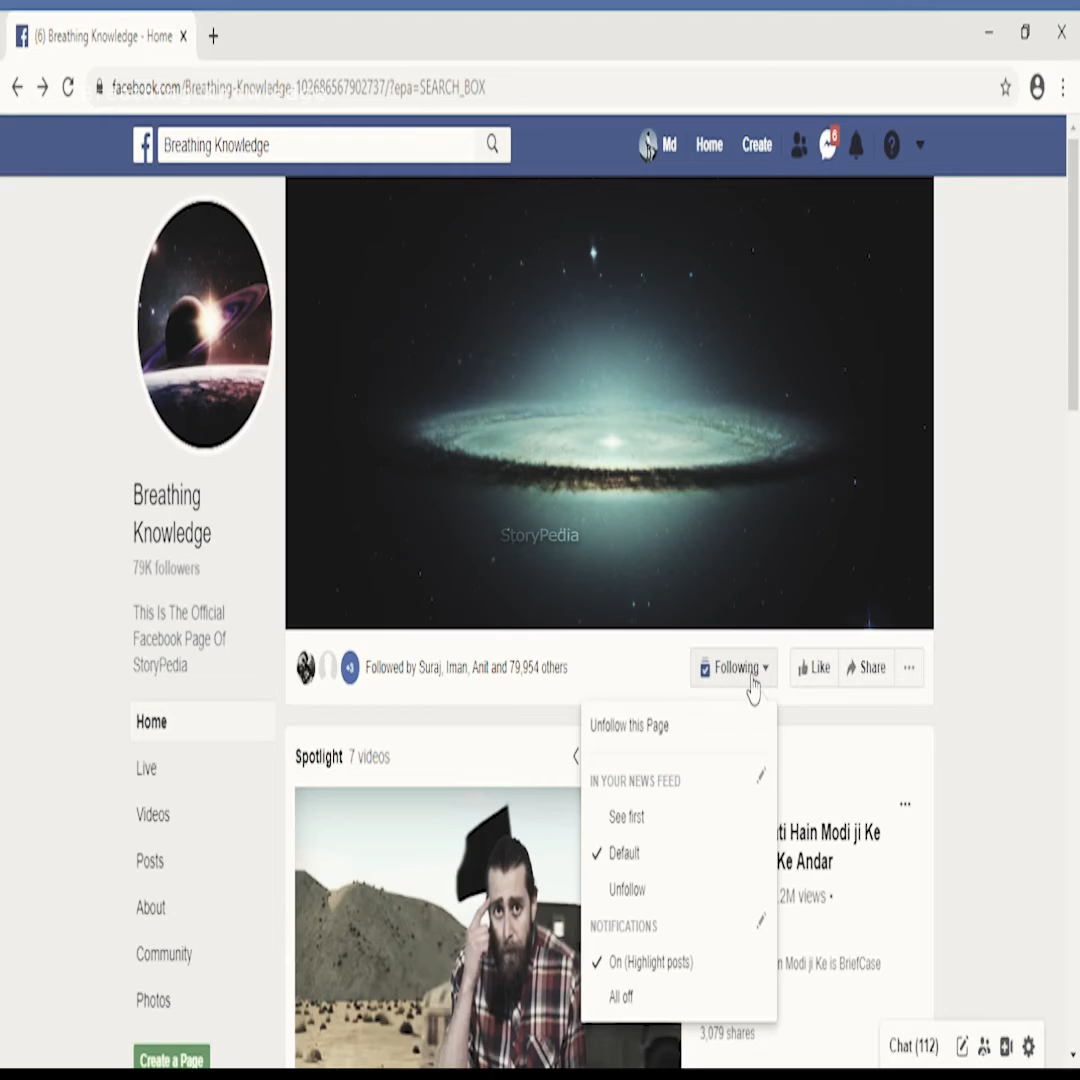 (6) Breathing Knowledge - Home
facebook.com/Breathing-Knowledge-102686567902737/?epa=SEARCH_BOX
Breathing Knowledge
Md
Home
Create
6
StoryPedia
Breathing
Knowledge
79K followers
This Is The Official
Facebook Page Of
StoryPedia
+3
Followed by Suraj, Iman, Anit and 79,954 others
Following
Like
Share
Home
Live
Videos
Posts
About
Community
Photos
Create a Page
Spotlight 7 videos
Unfollow this Page
IN YOUR NEWS FEED
See first
Default
Unfollow
NOTIFICATIONS
On (Highlight posts)
All off
Hain Modi ji Ke
Ke Andar
views •
Modi ji Ke is BriefCase
3,079 shares
Chat (112)